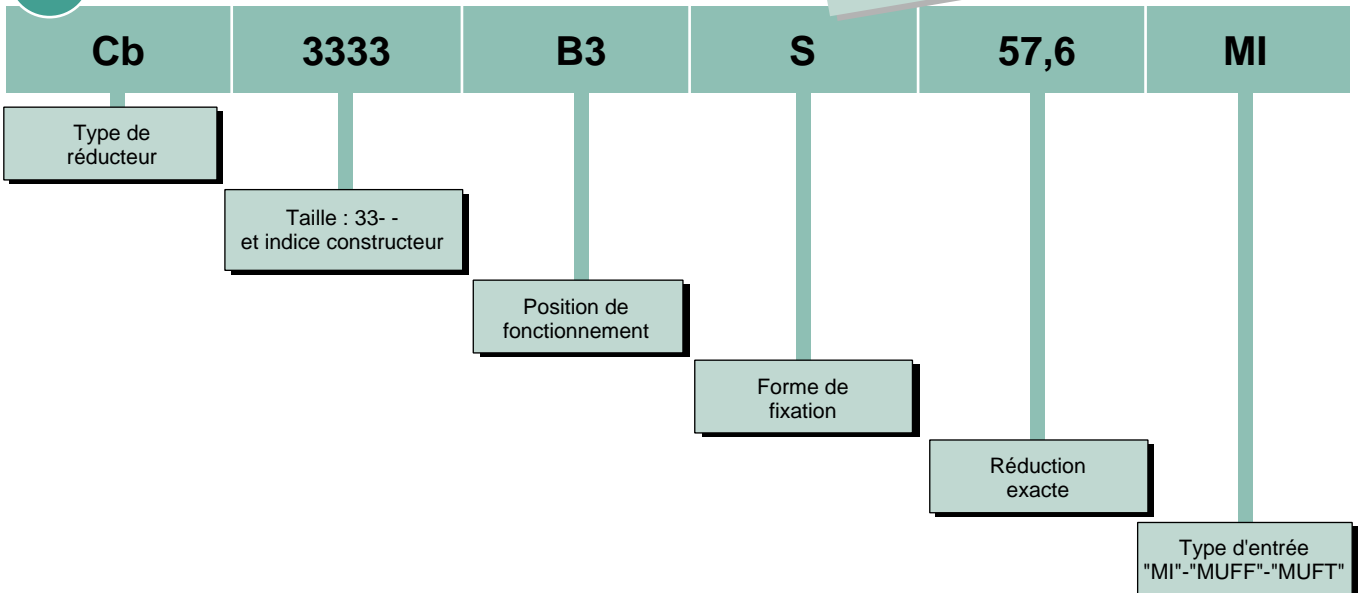 Cb 3333 B3 S 57,6 MI
Type de
réducteur
Taille : 33- -
et indice constructeur
Position de
fonctionnement
Forme de
fixation
Réduction
exacte
Type d'entrée
"MI"-"MUFF"-"MUFT"